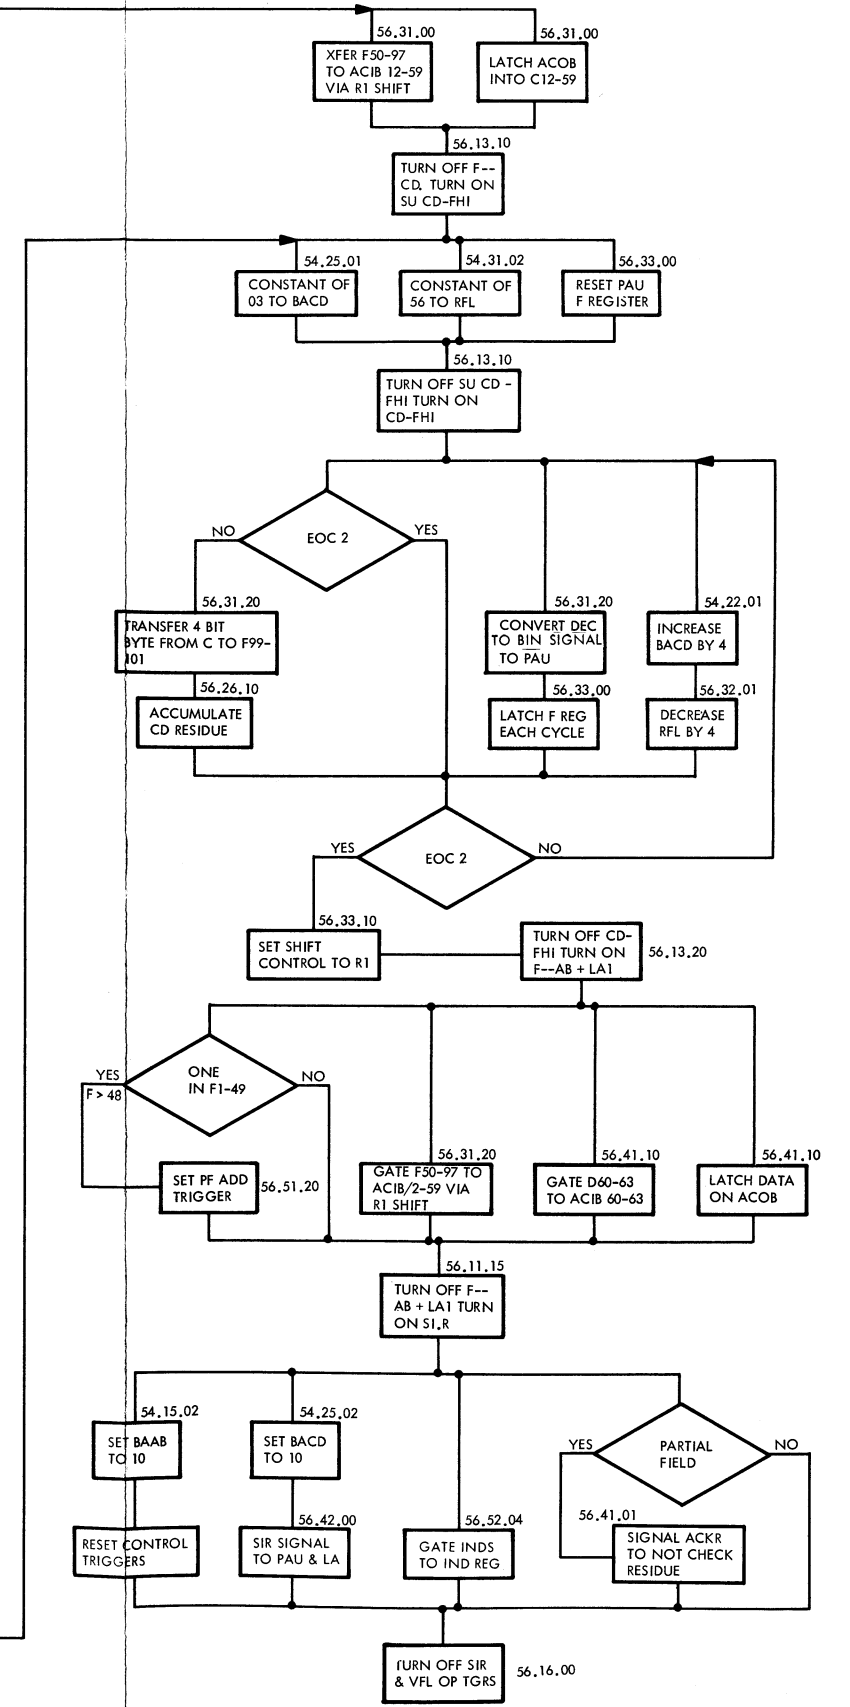 56.31.00
XFER F50-97
TO ACIB 12-59
VIA R1 SHIFT
56.31.00
LATCH ACOB
INTO C12-59
56.13.10
TURN OFF F--
CD. TURN ON
SU CD-FHI
54.25.01
CONSTANT OF
03 TO BACD
54.31.02
CONSTANT OF
56 TO RFL
56.33.00
RESET PAU
F REGISTER
56.13.10
TURN OFF SU CD -
FHI TURN ON
CD-FHI
EOC 2
NO
YES
56.31.20
TRANSFER 4 BIT
BYTE FROM C TO F99-
101
56.26.10
ACCUMULATE
CD RESIDUE
56.31.20
CONVERT DEC
TO BIN SIGNAL
TO PAU
56.33.00
LATCH F REG
EACH CYCLE
54.22.01
INCREASE
BACD BY 4
56.32.01
DECREASE
RFL BY 4
EOC 2
YES
NO
56.33.10
SET SHIFT
CONTROL TO R1
TURN OFF CD-
FHI TURN ON
F--AB + LA1
56.13.20
ONE
IN F1-49
YES
F > 48
NO
SET PF ADD
TRIGGER
56.51.20
56.31.20
GATE F50-97 TO
ACIB/2-59 VIA
R1 SHIFT
56.41.10
GATE D60-63
TO ACIB 60-63
56.41.10
LATCH DATA
ON ACOB
56.11.15
TURN OFF F--
AB + LA1 TURN
ON SI.R
54.15.02
SET BAAB
TO 10
RESET CONTROL
TRIGGERS
54.25.02
SET BACD
TO 10
56.42.00
SIR SIGNAL
TO PAU & LA
56.52.04
GATE INDS
TO IND REG
PARTIAL
FIELD
YES
NO
56.41.01
SIGNAL ACKR
TO NOT CHECK
RESIDUE
TURN OFF SIR
& VFL OP TGRS
56.16.00